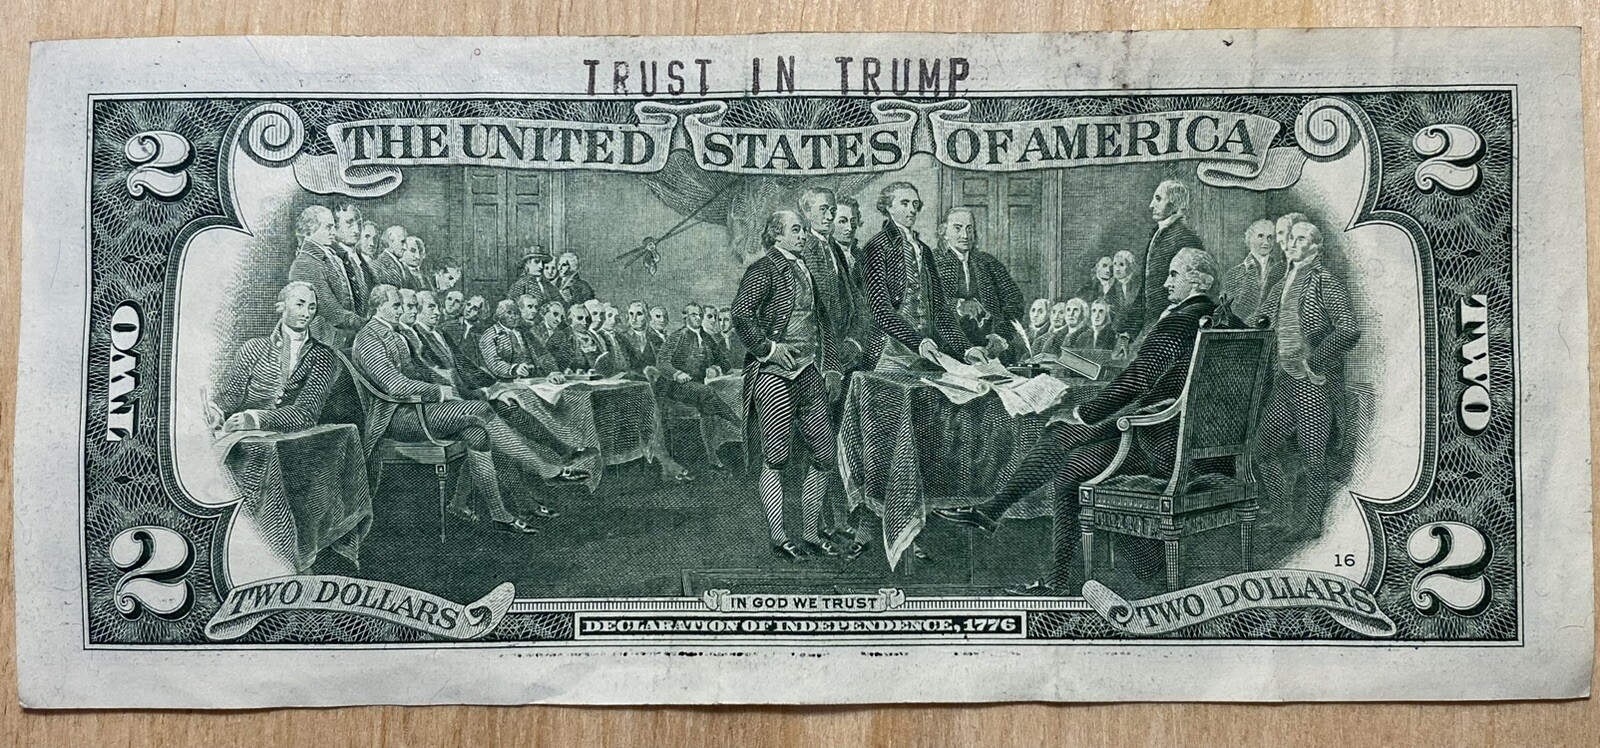 TRUST IN TRUMP
THE UNITED STATES OF AMERICA
2
2
TWO
TWO
16
2
2
TWO DOLLARS
TWO DOLLARS
IN GOD WE TRUST
DECLARATION OF INDEPENDENCE, 1776